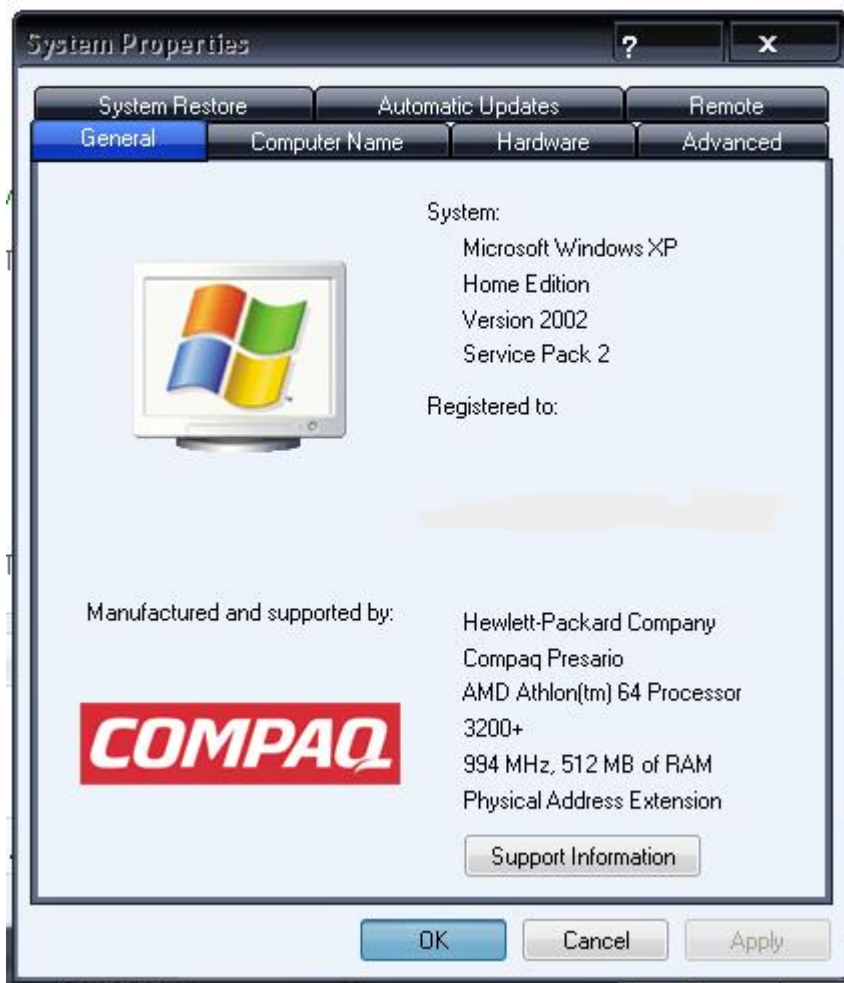 System Properties
?
x
System Restore
Automatic Updates
Remote
General
Computer Name
Hardware
Advanced
System:
Microsoft Windows XP
Home Edition
Version 2002
Service Pack 2
Registered to:
Manufactured and supported by:
Hewlett-Packard Company
Compaq Presario
AMD Athlon(tm) 64 Processor
3200+
994 MHz, 512 MB of RAM
Physical Address Extension
COMPAQ
Support Information
OK
Cancel
Apply